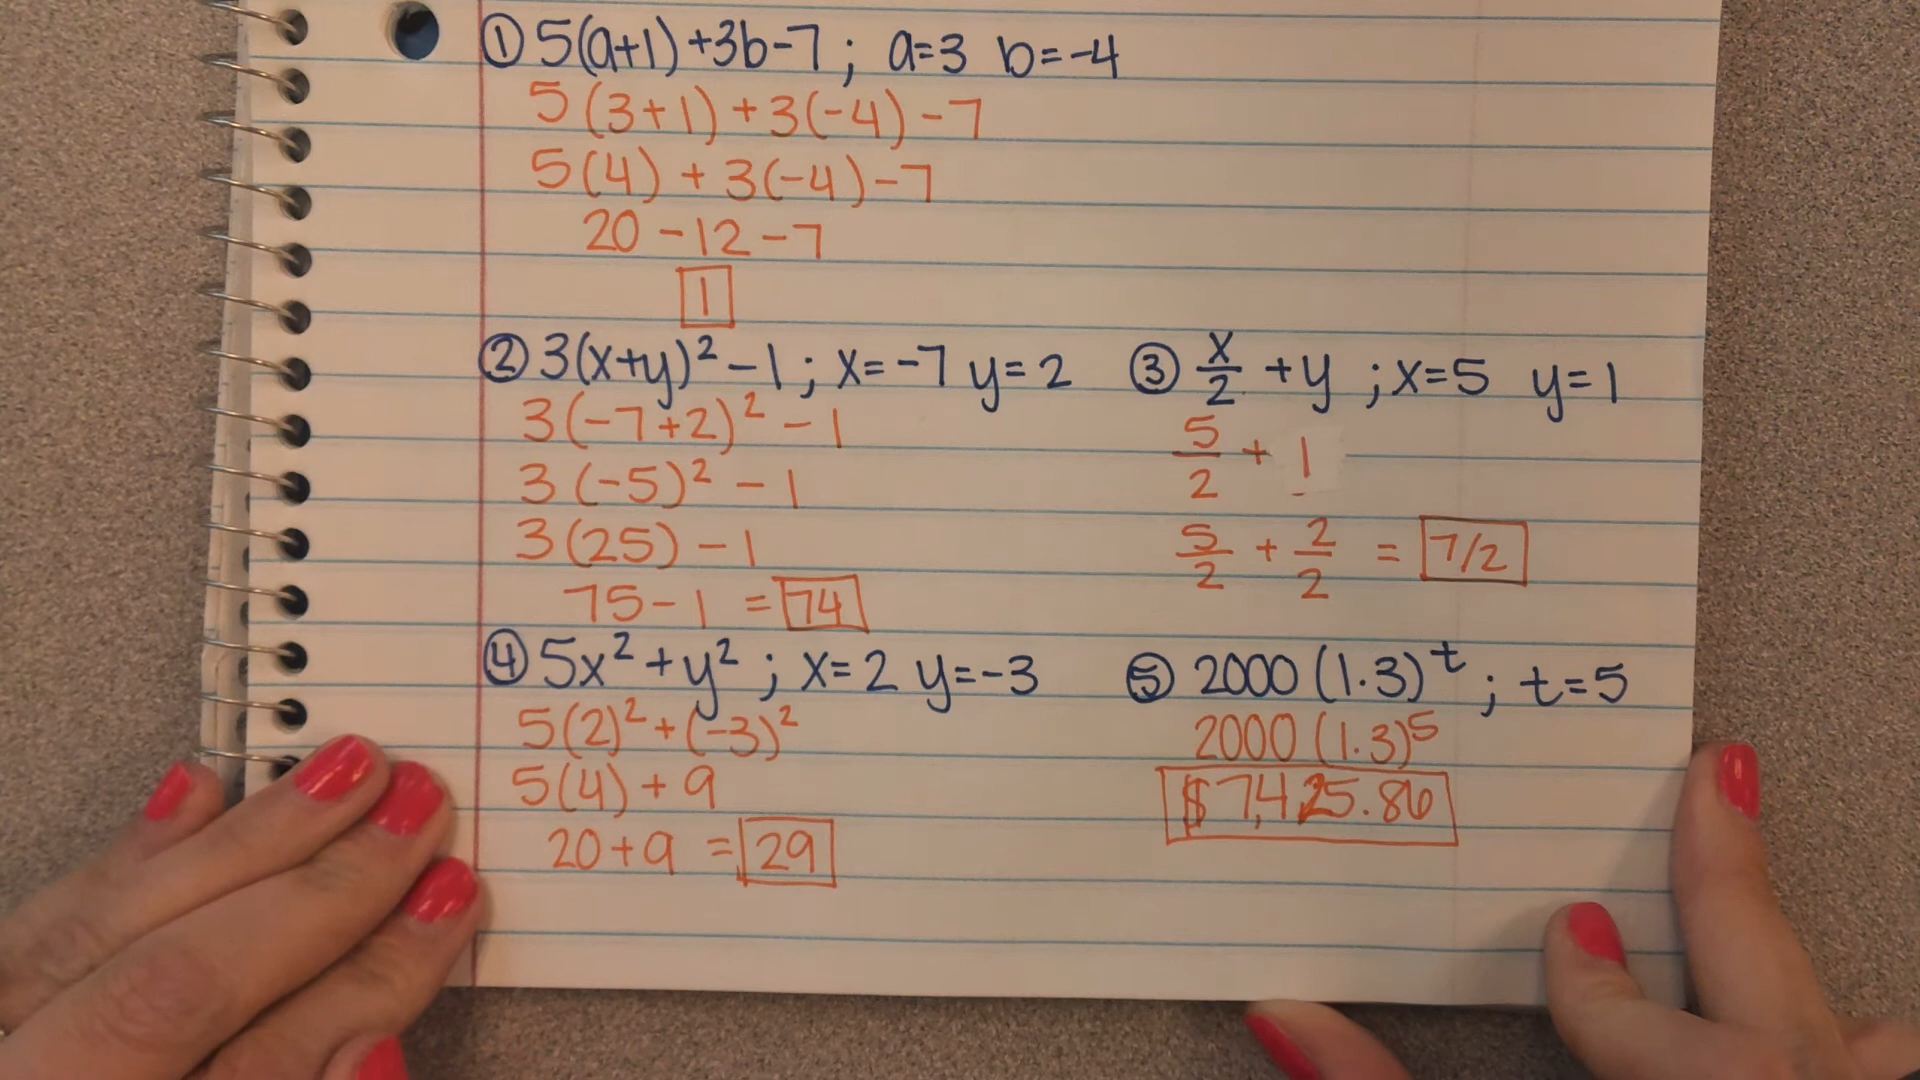 ① 5(a+1)+3b-7; a=3 b=-4
5(3+1)+3(-4)-7
5(4)+3(-4)-7
20-12-7
1
② 3(x+y)²-1; x=-7 y=2
3(-7+2)²-1
3(-5)²-1
3(25)-1
75-1 = 74
③ x/2 +y ; x=5 y=1
5/2 + 1
5/2 + 2/2 = 7/2
④ 5x²+y² ; x=2 y=-3
5(2)²+(-3)²
5(4)+9
20+9 = 29
⑤ 2000(1.3)ᵗ; t=5
2000(1.3)⁵
$7,425.86